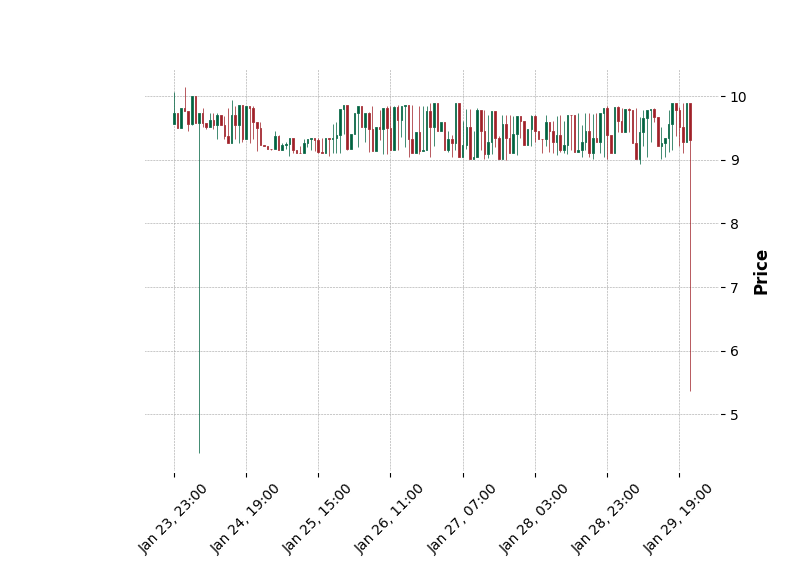 10
9
8
7
6
5
Price
Jan 23, 23:00
Jan 24, 19:00
Jan 25, 15:00
Jan 26, 11:00
Jan 27, 07:00
Jan 28, 03:00
Jan 28, 23:00
Jan 29, 19:00